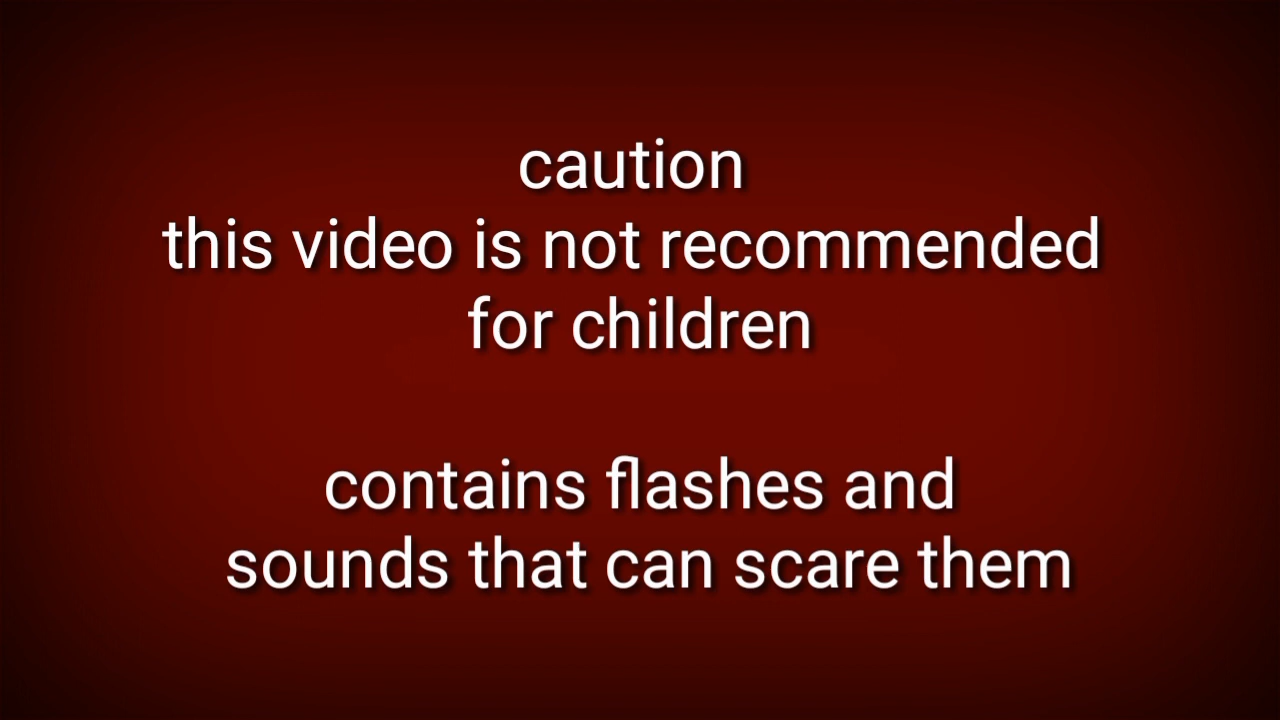 caution
this video is not recommended
for children
contains flashes and
sounds that can scare them